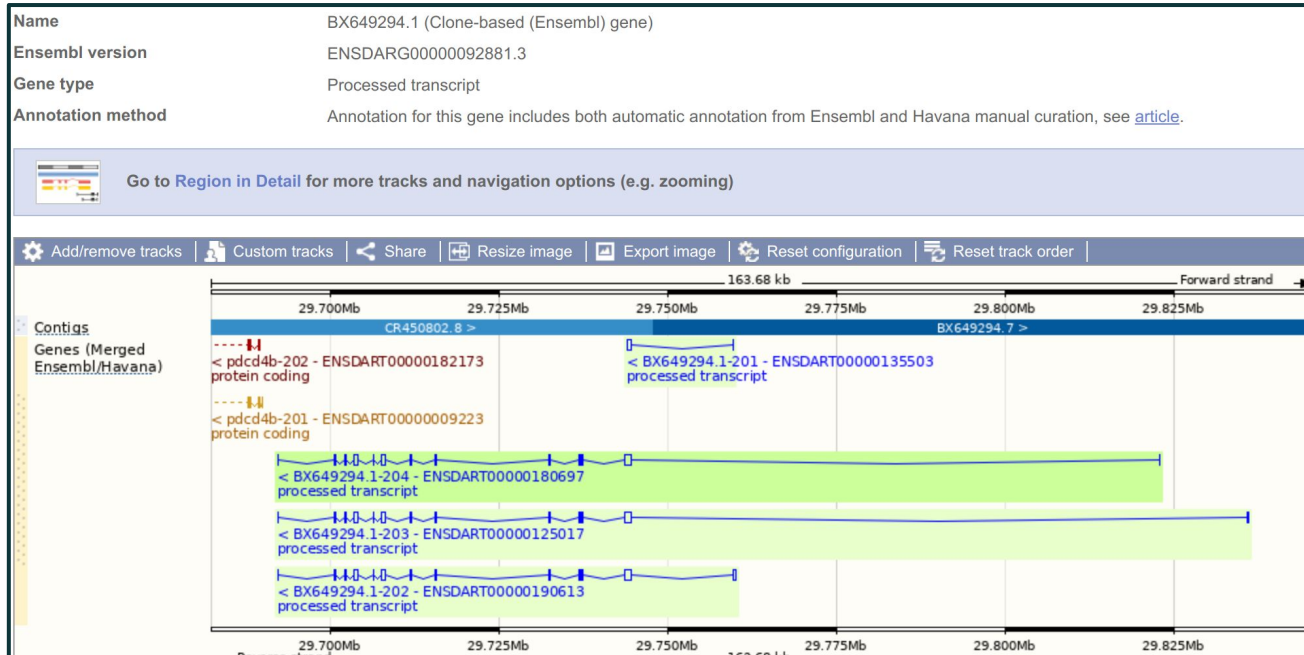 Name BX649294.1 (Clone-based (Ensembl) gene)
Ensembl version ENSDARG00000092881.3
Gene type Processed transcript
Annotation method Annotation for this gene includes both automatic annotation from Ensembl and Havana manual curation, see article.
Go to Region in Detail for more tracks and navigation options (e.g. zooming)
Add/remove tracks Custom tracks Share Resize image Export image Reset configuration Reset track order
163.68 kb Forward strand
29.700Mb 29.725Mb 29.750Mb 29.775Mb 29.800Mb 29.825Mb
Contigs CR450802.8 > BX649294.7 >
Genes (Merged
Ensembl/Havana)
< pdcd4b-202 - ENSDART00000182173
protein coding
< BX649294.1-201 - ENSDART00000135503
processed transcript
< pdcd4b-201 - ENSDART00000009223
protein coding
< BX649294.1-204 - ENSDART00000180697
processed transcript
< BX649294.1-203 - ENSDART00000125017
processed transcript
< BX649294.1-202 - ENSDART00000190613
processed transcript
29.700Mb 29.725Mb 29.750Mb 29.775Mb 29.800Mb 29.825Mb